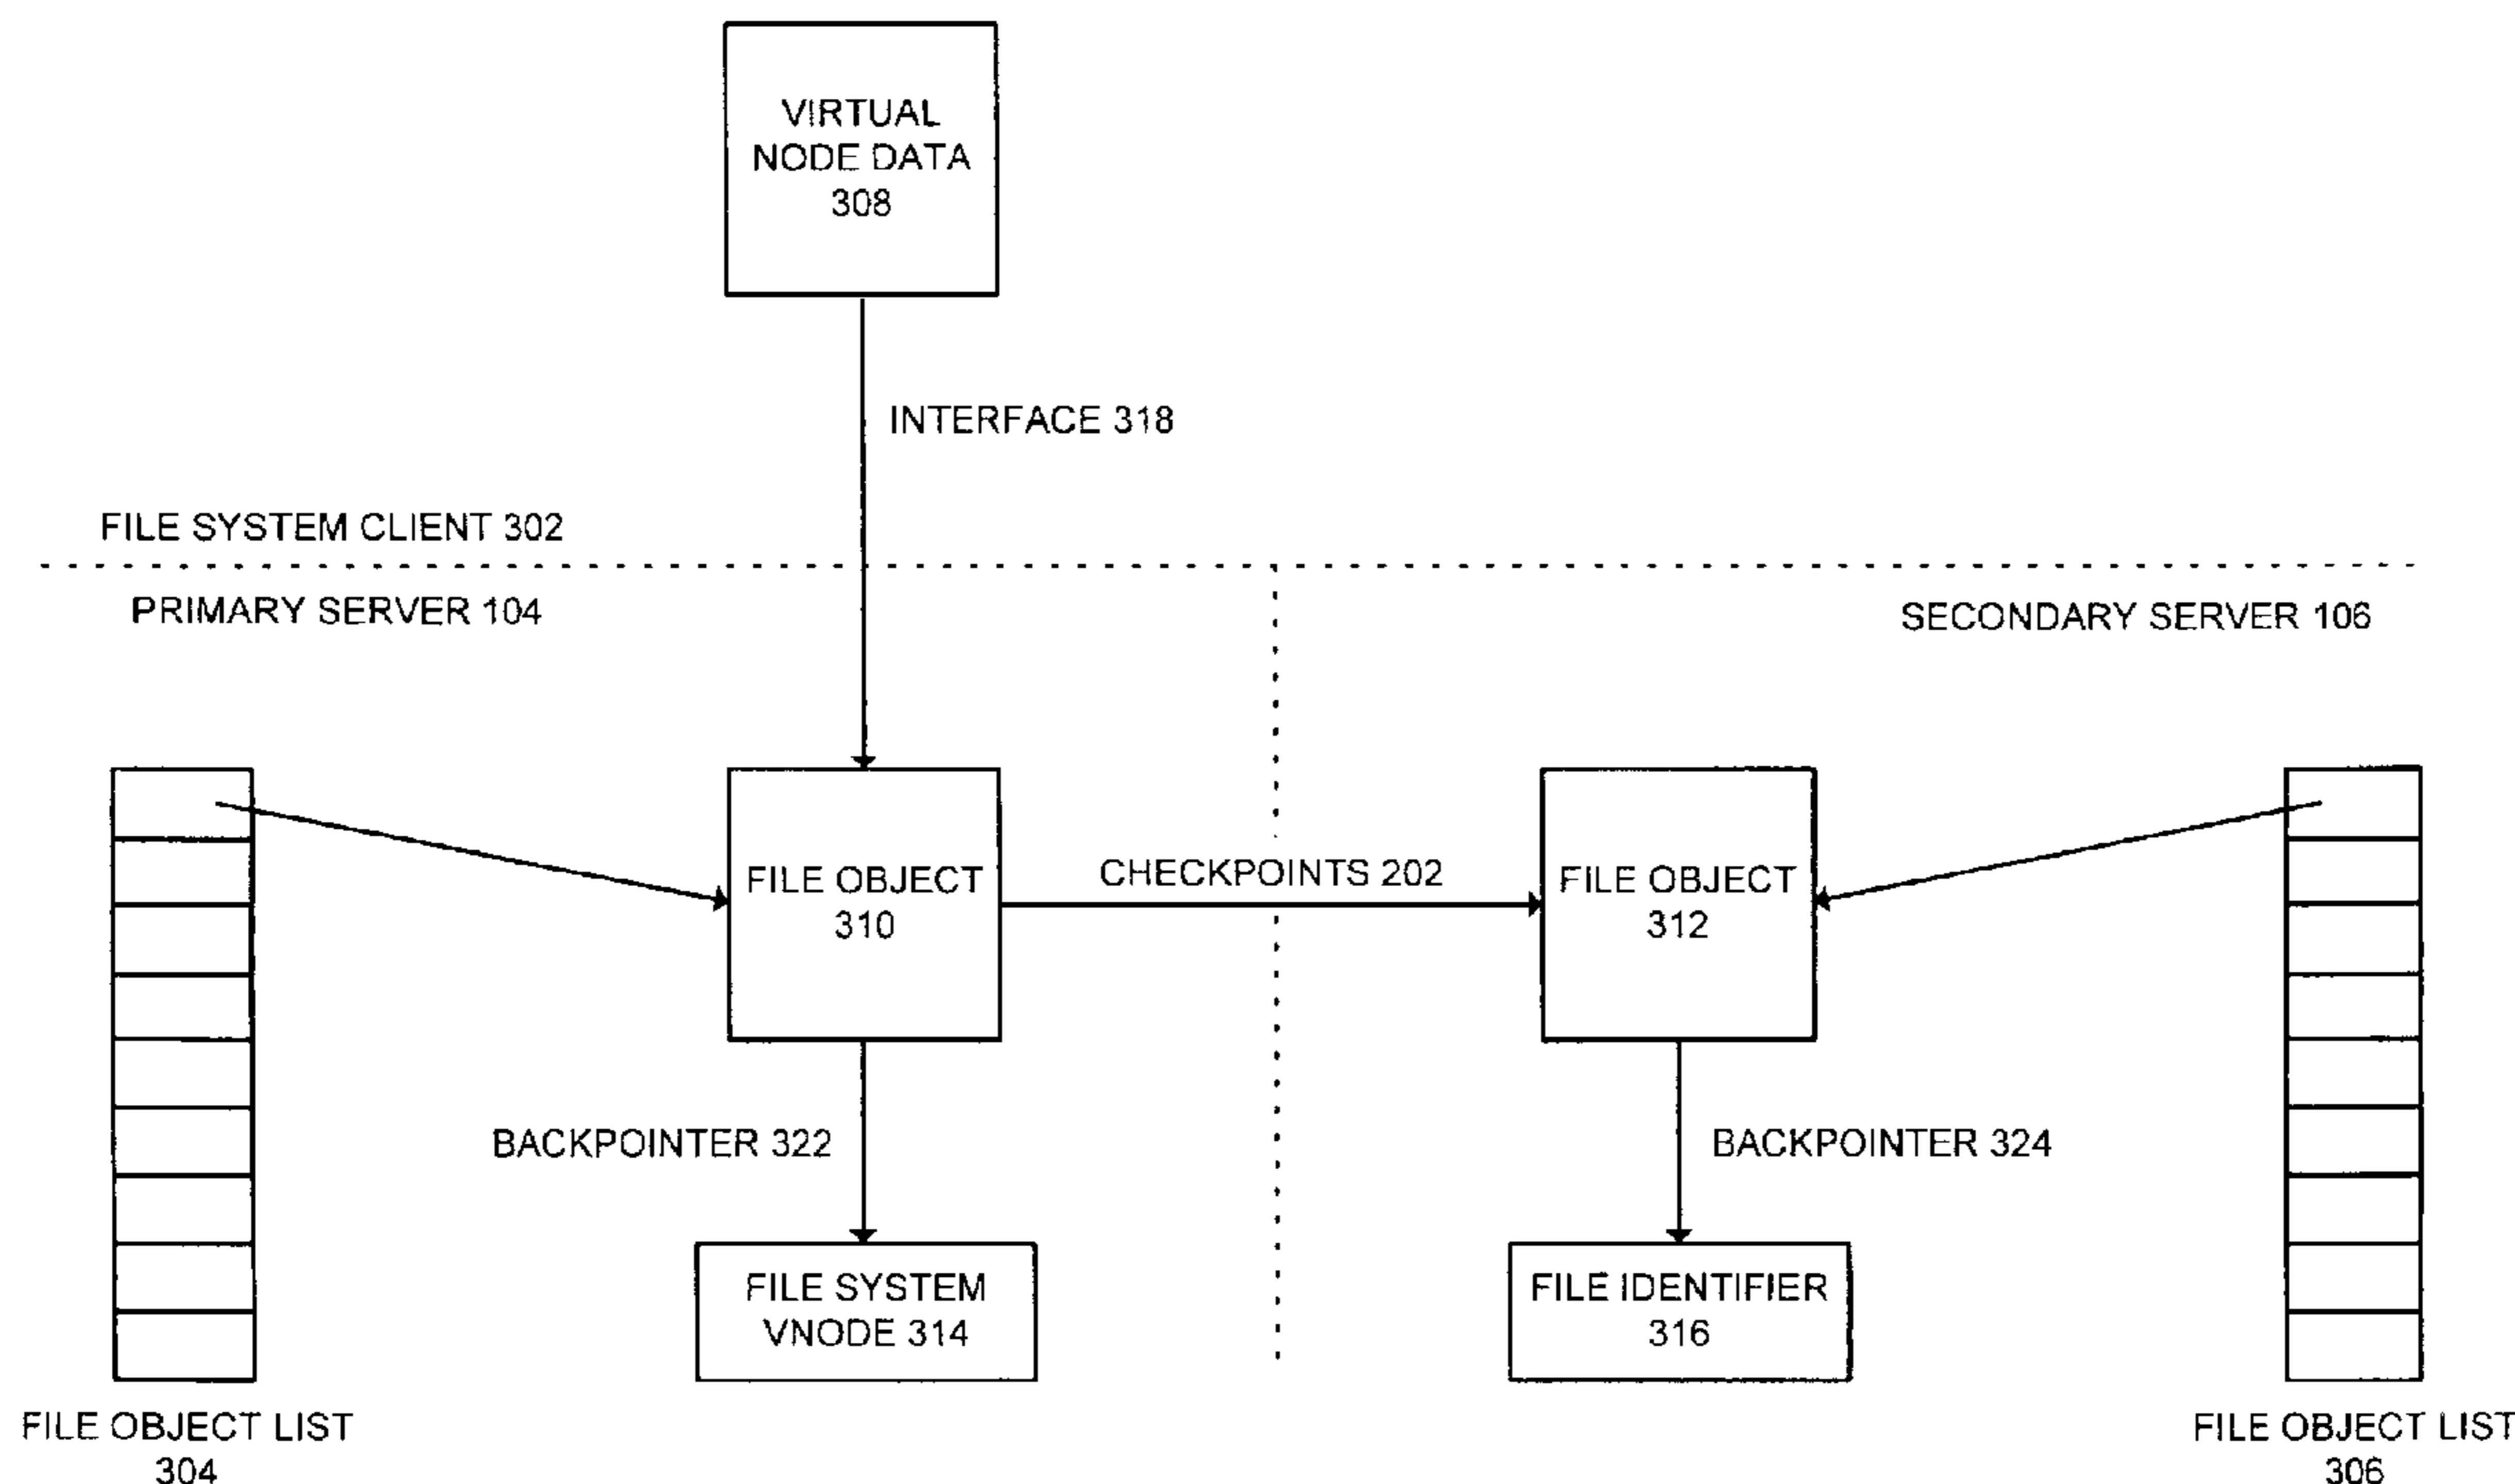 VIRTUAL
NODE DATA
308
INTERFACE 318
FILE SYSTEM CLIENT 302
PRIMARY SERVER 104
SECONDARY SERVER 106
FILE OBJECT
310
CHECKPOINTS 202
FILE OBJECT
312
BACKPOINTER 322
BACKPOINTER 324
FILE SYSTEM
VNODE 314
FILE IDENTIFIER
316
FILE OBJECT LIST
304
FILE OBJECT LIST
306